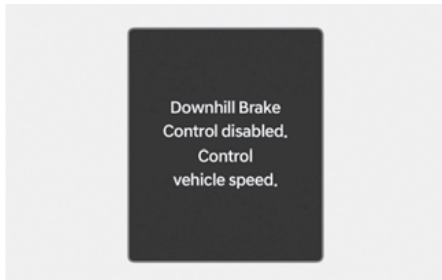 Downhill Brake
Control disabled.
Control
vehicle speed.